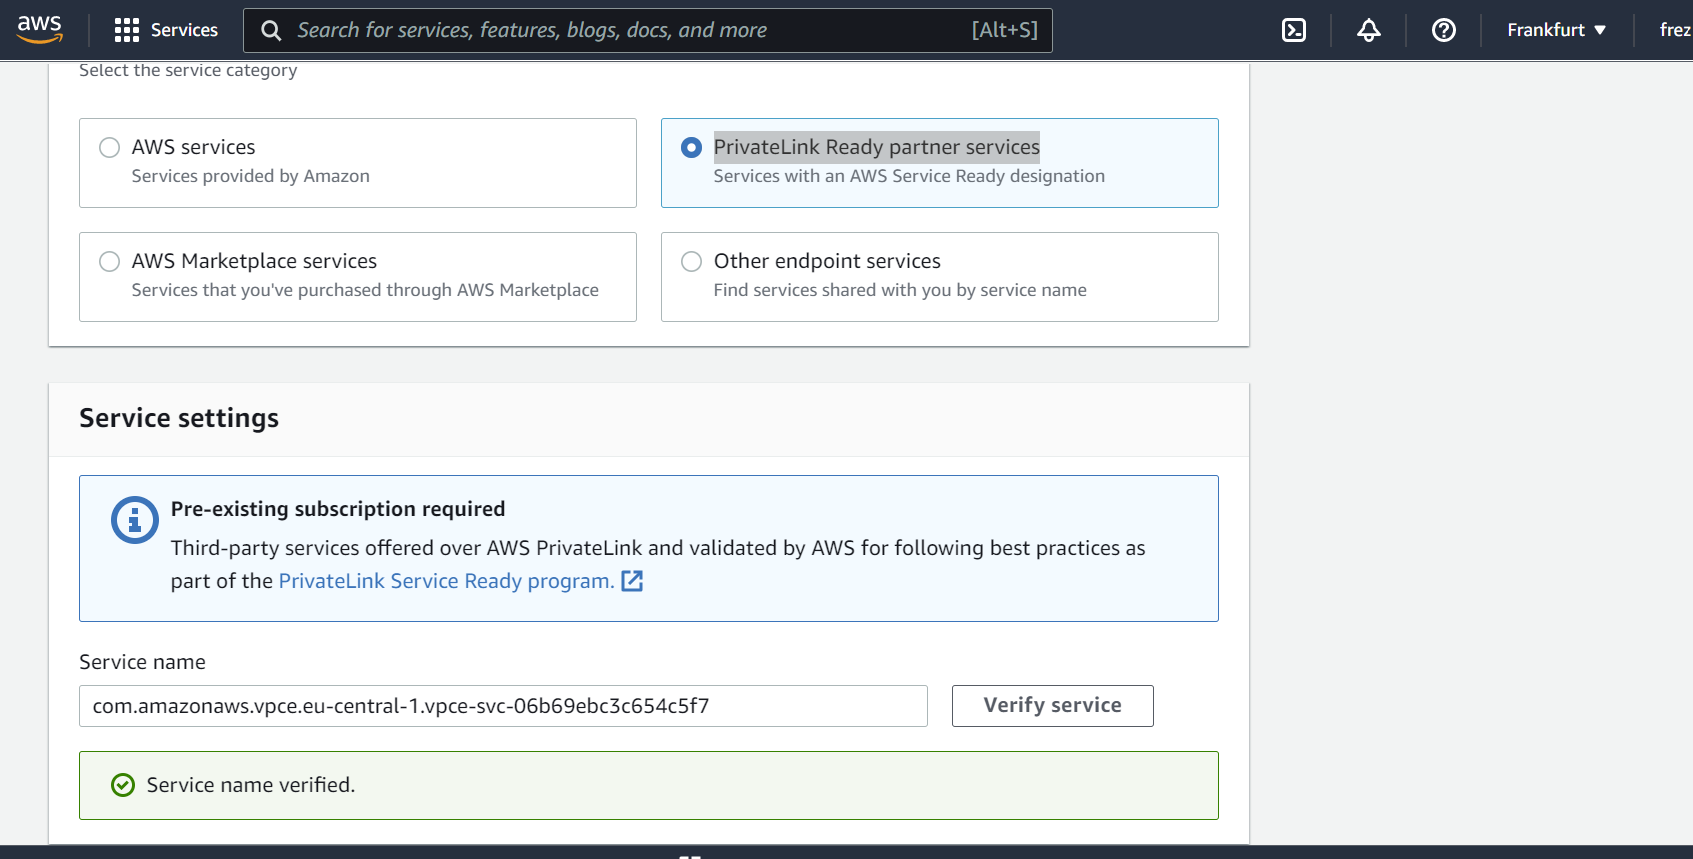 aws
Services
Search for services, features, blogs, docs, and more [Alt+S]
Frankfurt ▼
frez
Select the service category
AWS services
Services provided by Amazon
PrivateLink Ready partner services
Services with an AWS Service Ready designation
AWS Marketplace services
Services that you've purchased through AWS Marketplace
Other endpoint services
Find services shared with you by service name
Service settings
Pre-existing subscription required
Third-party services offered over AWS PrivateLink and validated by AWS for following best practices as
part of the PrivateLink Service Ready program.
Service name
com.amazonaws.vpce.eu-central-1.vpce-svc-06b69ebc3c654c5f7
Verify service
Service name verified.